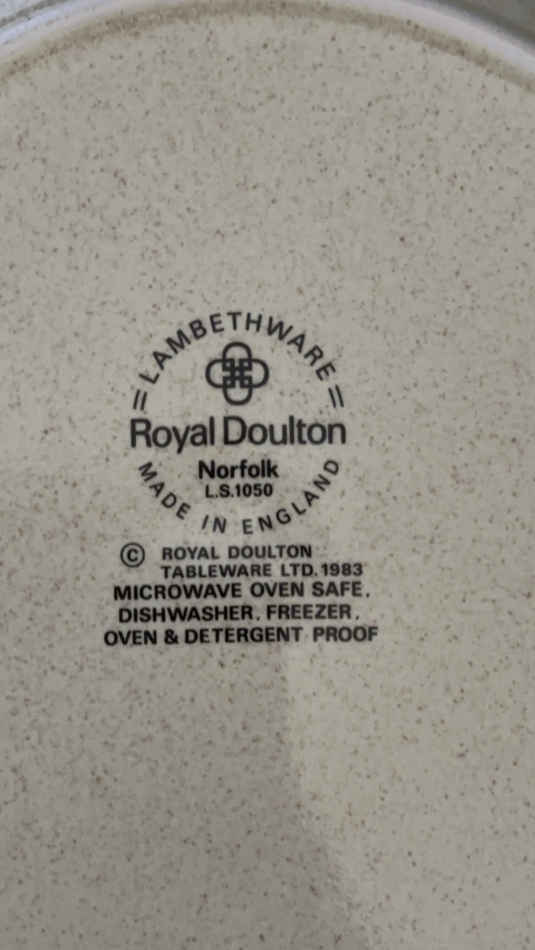 = LAMBETHWARE =
Royal Doulton
Norfolk
L.S.1050
MADE IN ENGLAND
© ROYAL DOULTON
TABLEWARE LTD. 1983
MICROWAVE OVEN SAFE,
DISHWASHER, FREEZER,
OVEN & DETERGENT PROOF